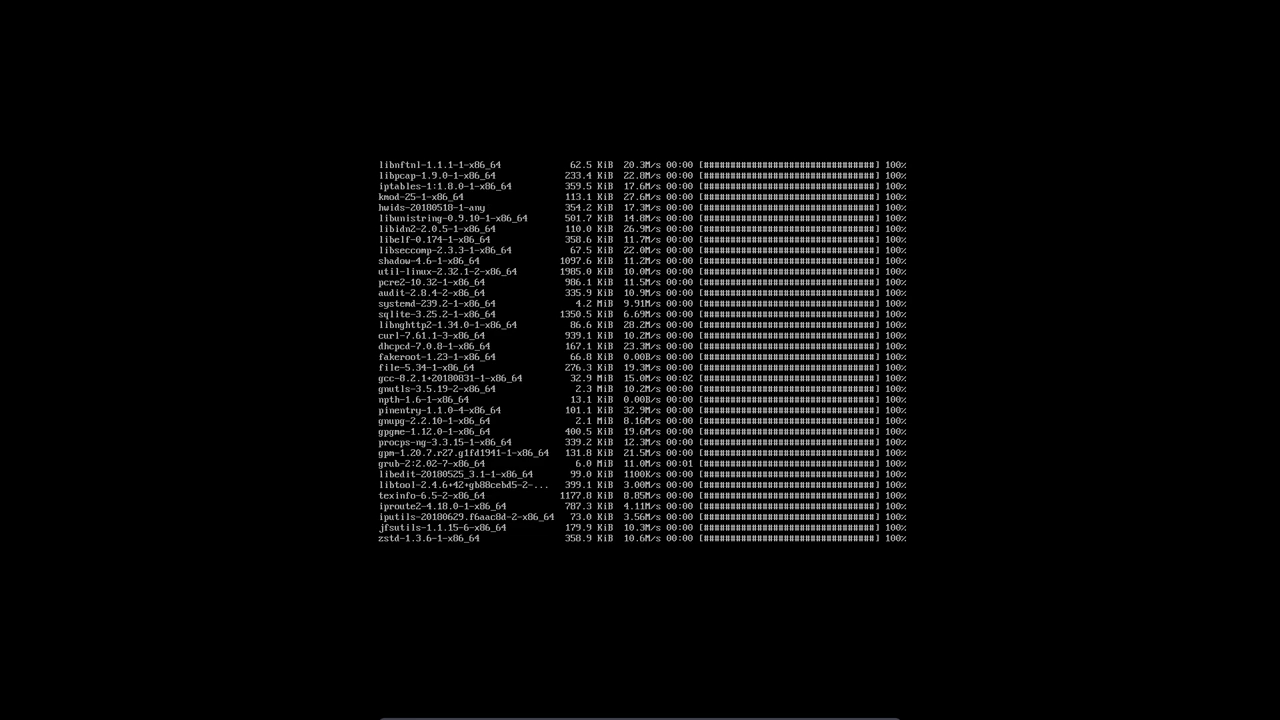 libnftnl-1.1.1-1-x86_64 62.5 KiB 20.3M/s 00:00 [################################] 100%
libpcap-1.9.0-1-x86_64 233.4 KiB 22.8M/s 00:00 [################################] 100%
iptables-1:1.8.0-1-x86_64 359.5 KiB 17.6M/s 00:00 [################################] 100%
kmod-25-1-x86_64 113.1 KiB 27.6M/s 00:00 [################################] 100%
hwids-20180518-1-any 354.2 KiB 17.3M/s 00:00 [################################] 100%
libunistring-0.9.10-1-x86_64 501.7 KiB 14.8M/s 00:00 [################################] 100%
libidn2-2.0.5-1-x86_64 110.0 KiB 26.9M/s 00:00 [################################] 100%
libelf-0.174-1-x86_64 358.6 KiB 11.7M/s 00:00 [################################] 100%
libseccomp-2.3.3-1-x86_64 67.5 KiB 22.0M/s 00:00 [################################] 100%
shadow-4.6-1-x86_64 1097.6 KiB 11.2M/s 00:00 [################################] 100%
util-linux-2.32.1-2-x86_64 1985.0 KiB 10.0M/s 00:00 [################################] 100%
pcre2-10.32-1-x86_64 986.1 KiB 11.5M/s 00:00 [################################] 100%
audit-2.8.4-2-x86_64 335.9 KiB 10.9M/s 00:00 [################################] 100%
systemd-239.2-1-x86_64 4.2 MiB 9.91M/s 00:00 [################################] 100%
sqlite-3.25.2-1-x86_64 1350.5 KiB 6.69M/s 00:00 [################################] 100%
libnghttp2-1.34.0-1-x86_64 86.6 KiB 28.2M/s 00:00 [################################] 100%
curl-7.61.1-3-x86_64 939.1 KiB 10.2M/s 00:00 [################################] 100%
dhcpcd-7.0.8-1-x86_64 167.1 KiB 23.3M/s 00:00 [################################] 100%
fakeroot-1.23-1-x86_64 66.8 KiB 0.00B/s 00:00 [################################] 100%
file-5.34-1-x86_64 276.3 KiB 19.3M/s 00:00 [################################] 100%
gcc-8.2.1+20180831-1-x86_64 32.9 MiB 15.0M/s 00:02 [################################] 100%
gnutls-3.5.19-2-x86_64 2.3 MiB 10.2M/s 00:00 [################################] 100%
npth-1.6-1-x86_64 13.1 KiB 0.00B/s 00:00 [################################] 100%
pinentry-1.1.0-4-x86_64 101.1 KiB 32.9M/s 00:00 [################################] 100%
gnupg-2.2.10-1-x86_64 2.1 MiB 8.16M/s 00:00 [################################] 100%
gpgme-1.12.0-1-x86_64 400.5 KiB 19.6M/s 00:00 [################################] 100%
procps-ng-3.3.15-1-x86_64 339.2 KiB 12.3M/s 00:00 [################################] 100%
gpm-1.20.7.r27.g1fd1941-1-x86_64 131.8 KiB 21.5M/s 00:00 [################################] 100%
grub-2:2.02-7-x86_64 6.0 MiB 11.0M/s 00:01 [################################] 100%
libedit-20180525_3.1-1-x86_64 99.0 KiB 1100K/s 00:00 [################################] 100%
libtool-2.4.6+42+gb88cebd5-2-... 399.1 KiB 3.00M/s 00:00 [################################] 100%
texinfo-6.5-2-x86_64 1177.8 KiB 8.85M/s 00:00 [################################] 100%
iproute2-4.18.0-1-x86_64 787.3 KiB 4.11M/s 00:00 [################################] 100%
iputils-20180629.f6aac8d-2-x86_64 73.0 KiB 3.56M/s 00:00 [################################] 100%
jfsutils-1.1.15-6-x86_64 179.9 KiB 10.3M/s 00:00 [################################] 100%
zstd-1.3.6-1-x86_64 358.9 KiB 10.6M/s 00:00 [################################] 100%